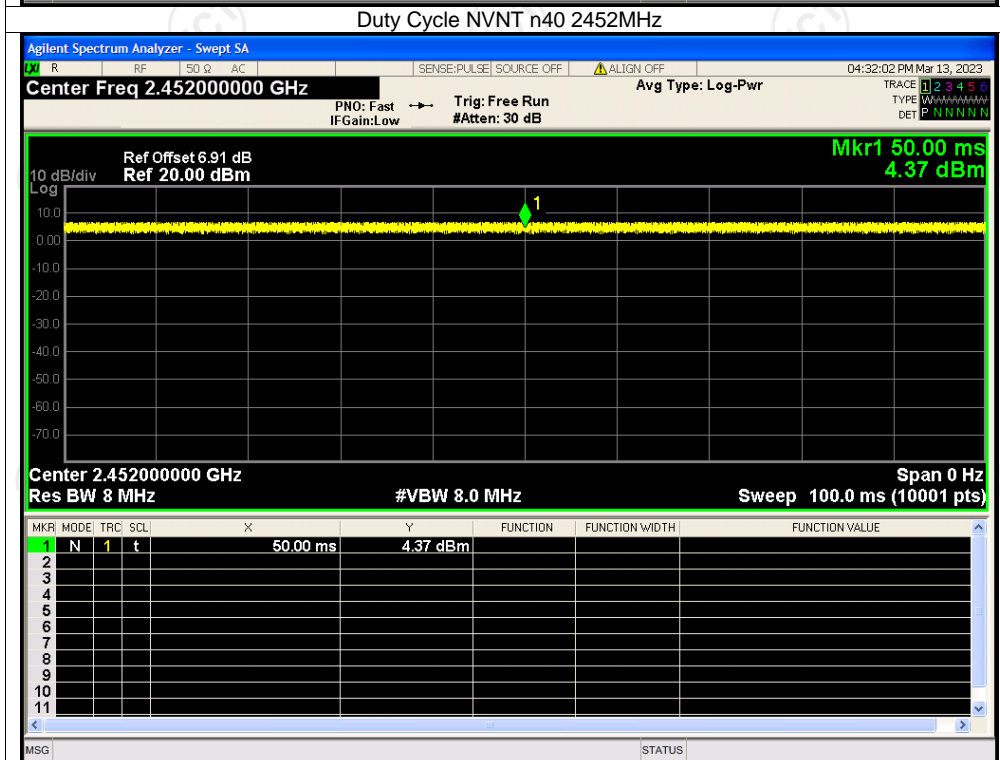 Duty Cycle NVNT n40 2452MHz
Agilent Spectrum Analyzer - Swept SA
LXI R RF 50 Ω AC SENSE:PULSE SOURCE OFF ALIGN OFF 04:32:02 PM Mar 13, 2023
Center Freq 2.452000000 GHz Avg Type: Log-Pwr TRACE 1 2 3 4 5 6
PNO: Fast Trig: Free Run TYPE WWWWWW
IFGain:Low #Atten: 30 dB DET P N N N N N
Mkr1 50.00 ms
Ref Offset 6.91 dB
10 dB/div Ref 20.00 dBm 4.37 dBm
Log
1
10.0
0.00
-10.0
-20.0
-30.0
-40.0
-50.0
-60.0
-70.0
Center 2.452000000 GHz Span 0 Hz
Res BW 8 MHz #VBW 8.0 MHz Sweep 100.0 ms (10001 pts)
MKR MODE TRC SCL X Y FUNCTION FUNCTION WIDTH FUNCTION VALUE
1 N 1 t 50.00 ms 4.37 dBm
2
3
4
5
6
7
8
9
10
11
MSG STATUS